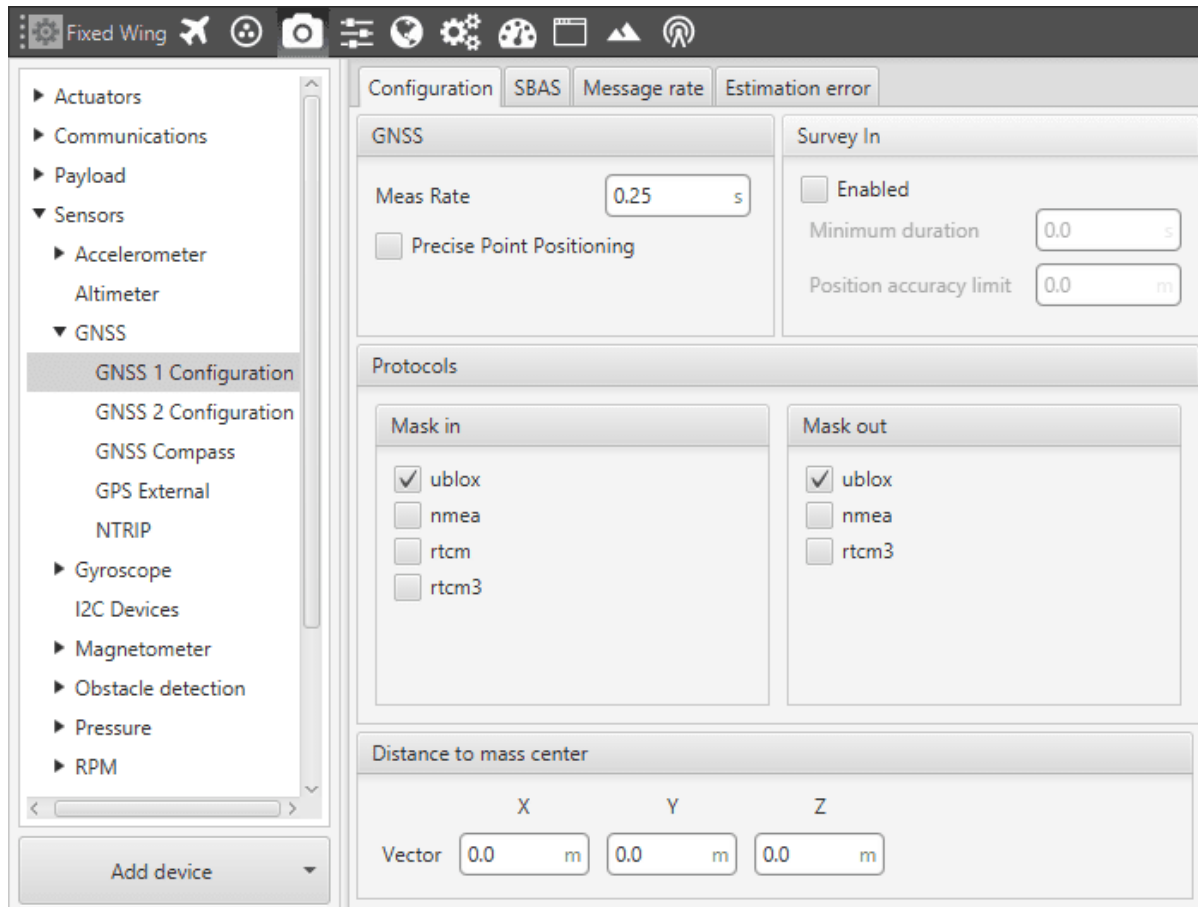 Fixed Wing
Actuators
Communications
Payload
Sensors
Accelerometer
Altimeter
GNSS
GNSS 1 Configuration
GNSS 2 Configuration
GNSS Compass
GPS External
NTRIP
Gyroscope
I2C Devices
Magnetometer
Obstacle detection
Pressure
RPM
Add device
Configuration SBAS Message rate Estimation error
GNSS
Meas Rate 0.25 s
Precise Point Positioning
Survey In
Enabled
Minimum duration 0.0 s
Position accuracy limit 0.0 m
Protocols
Mask in
ublox
nmea
rtcm
rtcm3
Mask out
ublox
nmea
rtcm3
Distance to mass center
X Y Z
Vector 0.0 m 0.0 m 0.0 m